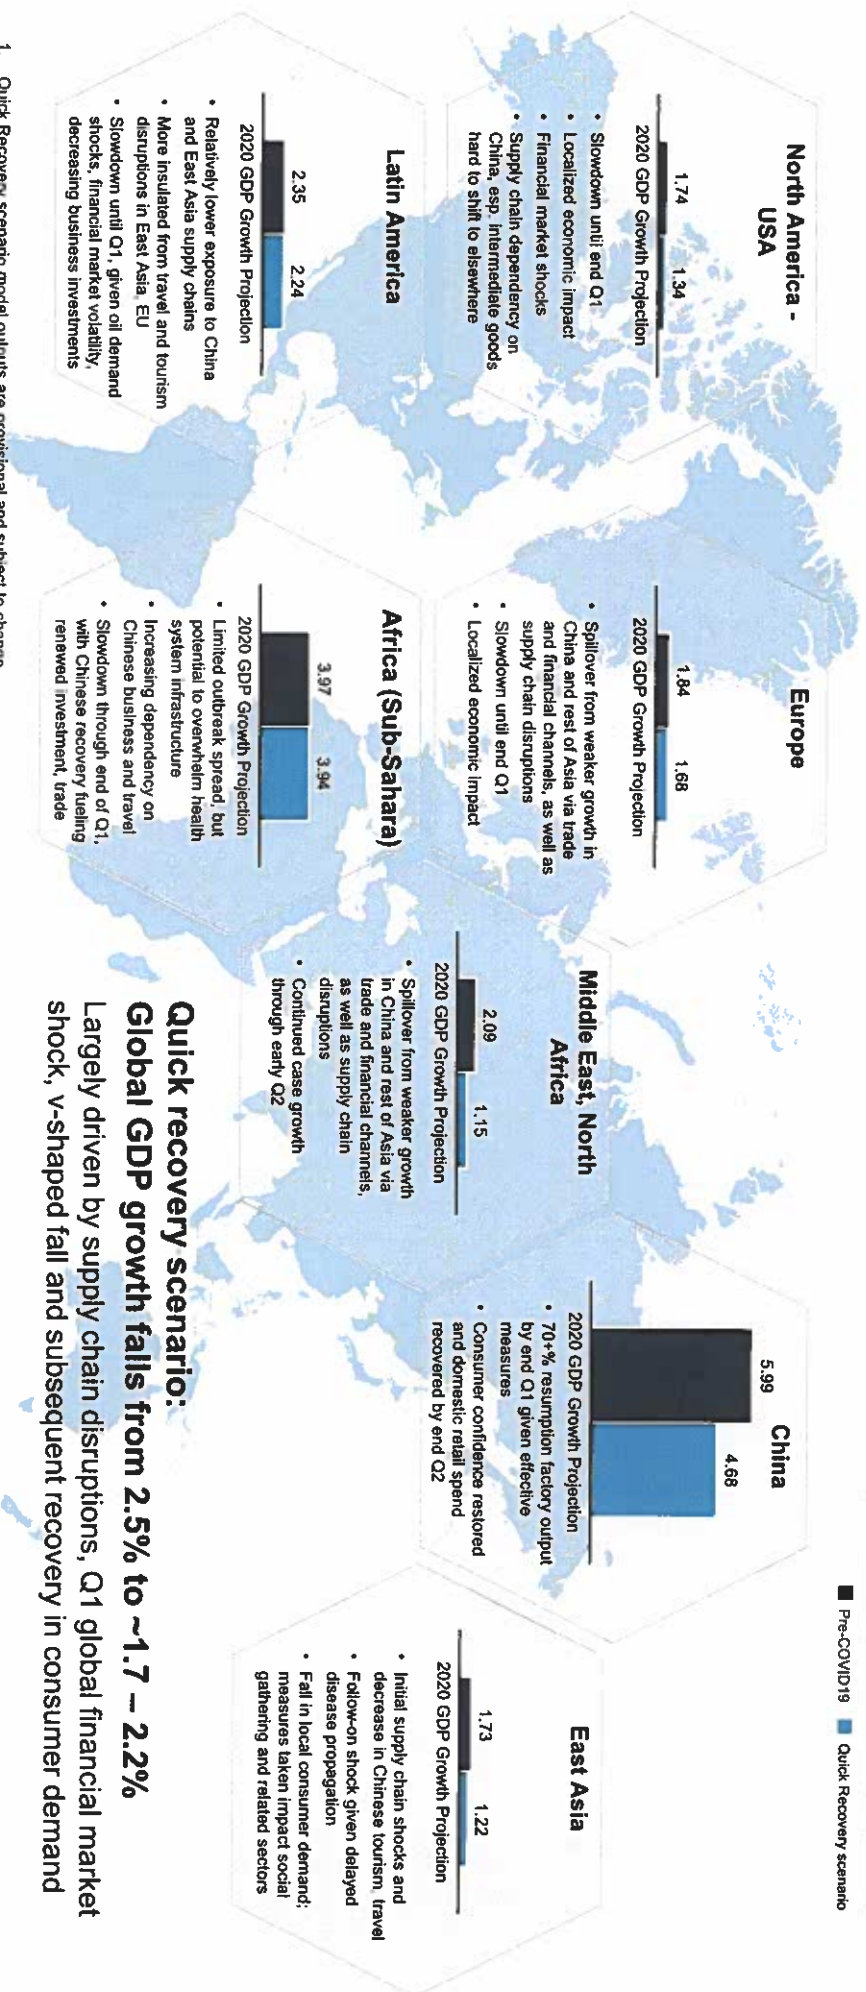 ■ Pre-COVID19 ■ Quick Recovery scenario
North America -
USA
1.74
1.34
2020 GDP Growth Projection
• Slowdown until end Q1
• Localized economic impact
• Financial market shocks
• Supply chain dependency on
China, esp. intermediate goods
hard to shift to elsewhere
Europe
1.84
1.68
2020 GDP Growth Projection
• Spillover from weaker growth in
China and rest of Asia via trade
and financial channels, as well as
supply chain disruptions
• Slowdown until end Q1
• Localized economic impact
China
5.99
4.68
2020 GDP Growth Projection
• 70+% resumption factory output
by end Q1 given effective
measures
• Consumer confidence restored
and domestic retail spend
recovered by end Q2
Middle East, North
Africa
2.09
1.15
2020 GDP Growth Projection
• Spillover from weaker growth
in China and rest of Asia via
trade and financial channels,
as well as supply chain
disruptions
• Continued case growth
through early Q2
East Asia
1.73
1.22
2020 GDP Growth Projection
• Initial supply chain shocks and
decrease in Chinese tourism, travel
• Follow-on shock given delayed
disease propagation
• Fall in local consumer demand;
measures taken impact social
gathering and related sectors
Latin America
2.35
2.24
2020 GDP Growth Projection
• Relatively lower exposure to China
and East Asia supply chains
• More insulated from travel and tourism
disruptions in East Asia, EU
• Slowdown until Q1, given oil demand
shocks, financial market volatility,
decreasing business investments
Africa (Sub-Sahara)
3.97
3.94
2020 GDP Growth Projection
• Limited outbreak spread, but
potential to overwhelm health
system infrastructure
• Increasing dependency on
Chinese business and travel
• Slowdown through end of Q1,
with Chinese recovery fueling
renewed investment, trade
Quick recovery scenario:
Global GDP growth falls from 2.5% to ~1.7 – 2.2%
Largely driven by supply chain disruptions, Q1 global financial market
shock, v-shaped fall and subsequent recovery in consumer demand
1. Quick Recovery scenario model outputs are provisional and subject to change